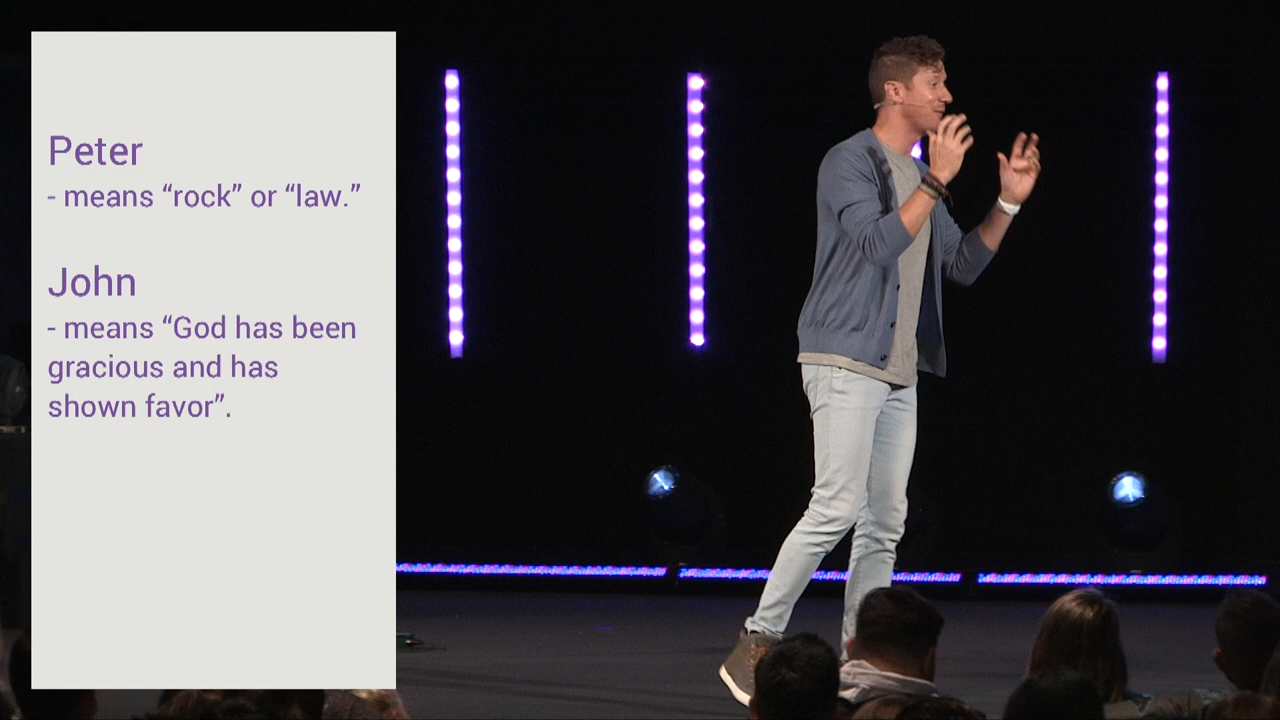 Peter
- means “rock” or “law.”
John
- means “God has been
gracious and has
shown favor”.